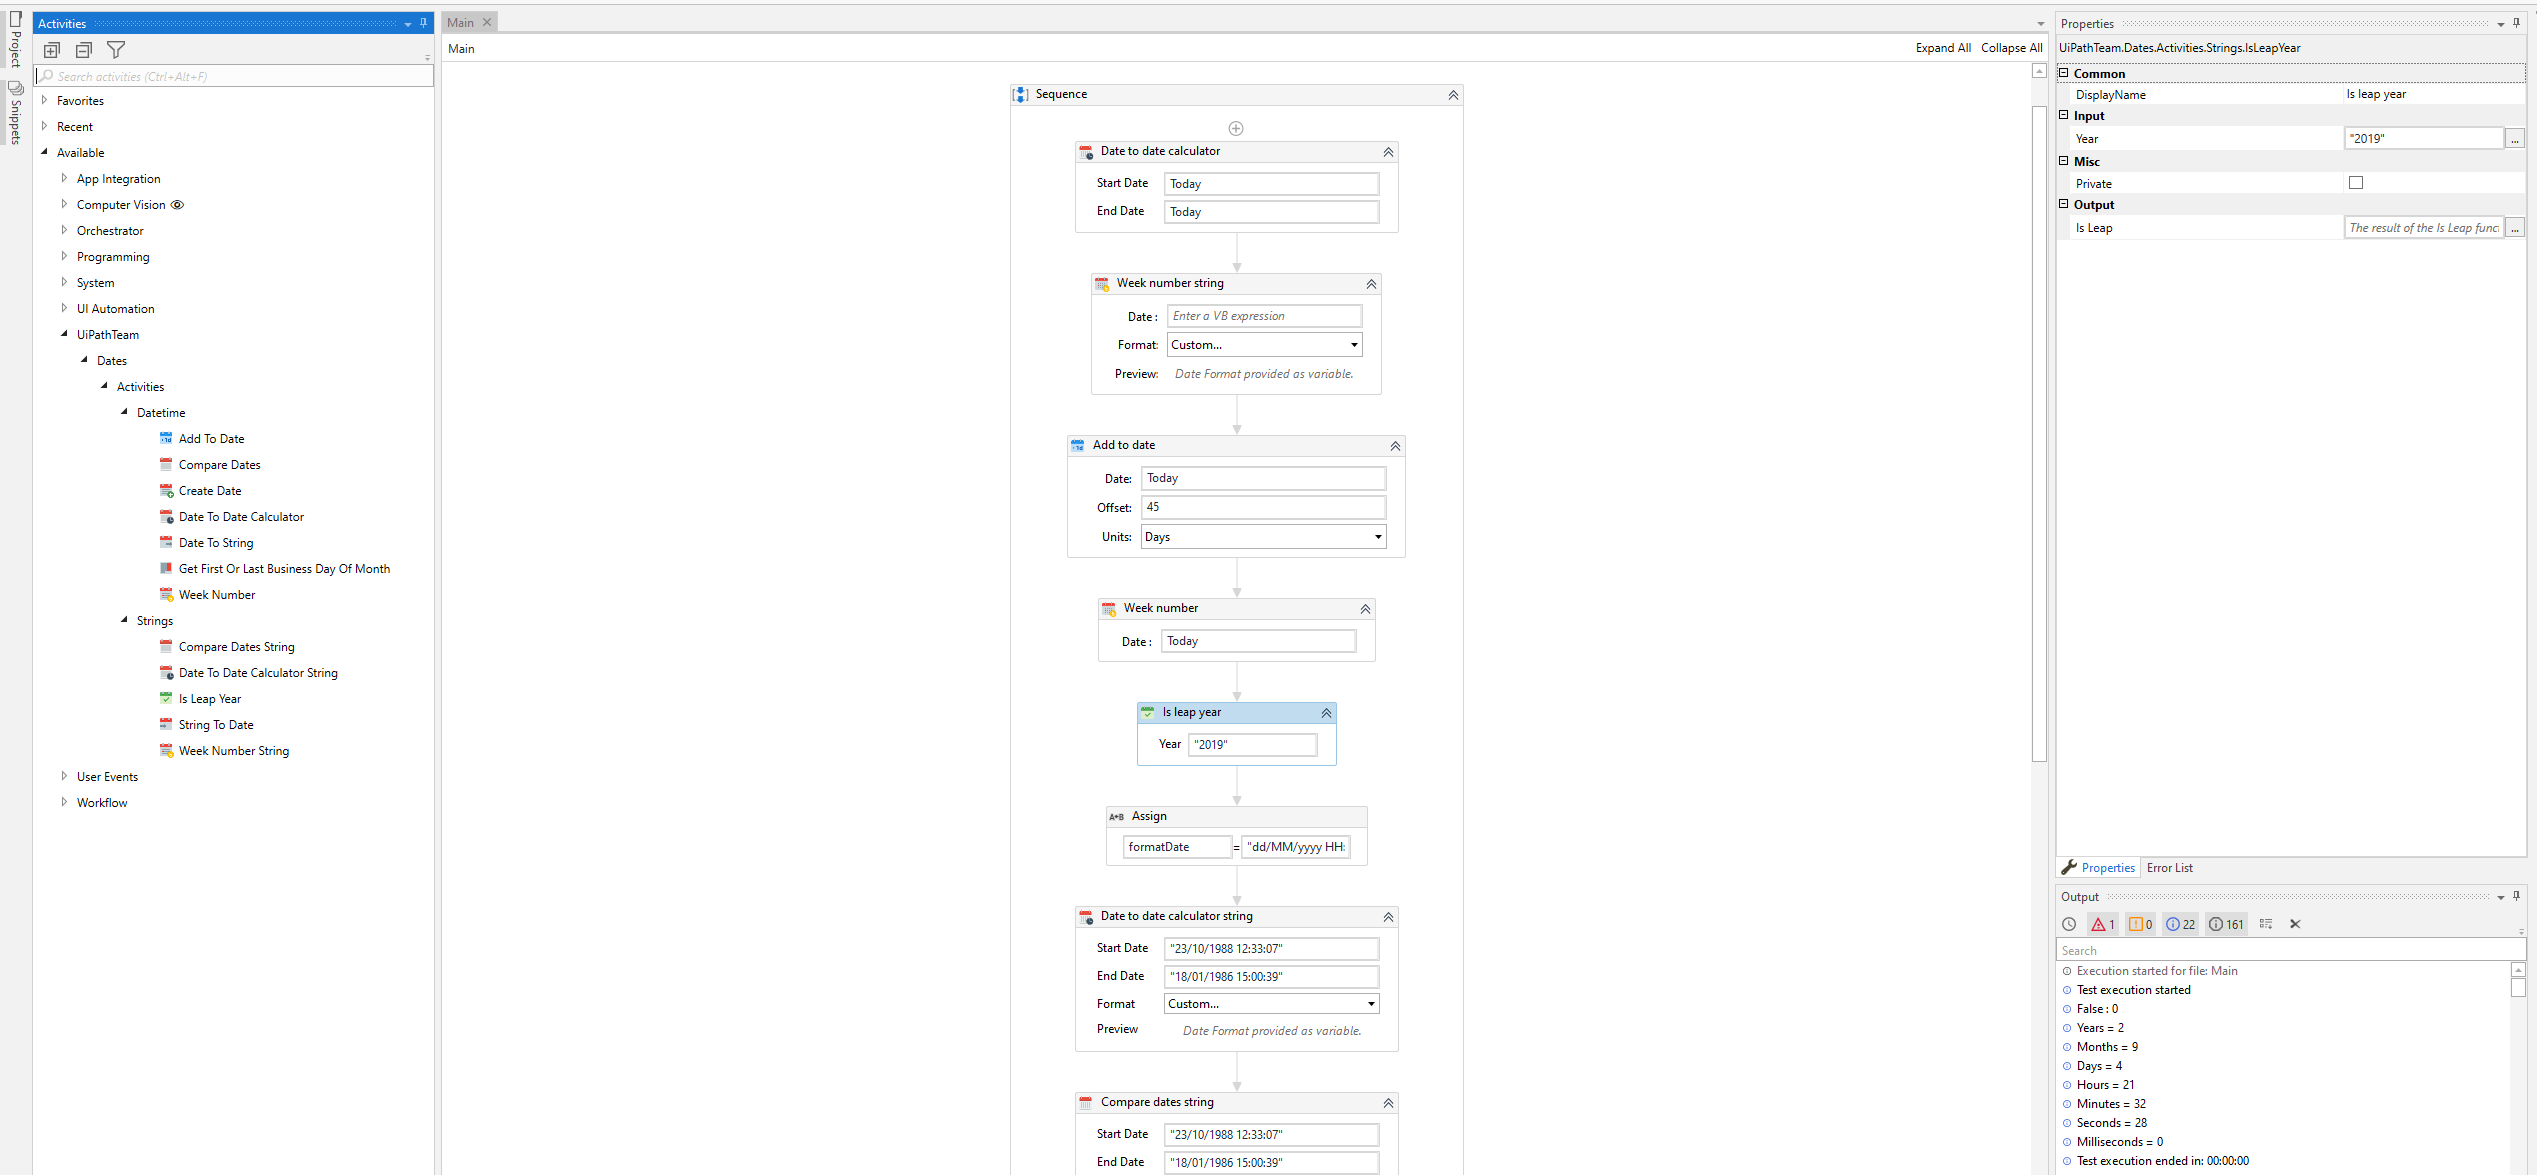 Project
Snippets
Activities
Search activities (Ctrl+Alt+F)
Favorites
Recent
Available
App Integration
Computer Vision
Orchestrator
Programming
System
UI Automation
UiPathTeam
Dates
Activities
Datetime
Add To Date
Compare Dates
Create Date
Date To Date Calculator
Date To String
Get First Or Last Business Day Of Month
Week Number
Strings
Compare Dates String
Date To Date Calculator String
Is Leap Year
String To Date
Week Number String
User Events
Workflow
Main
Main
Expand All Collapse All
Sequence
Date to date calculator
Start Date Today
End Date Today
Week number string
Date : Enter a VB expression
Format: Custom...
Preview: Date Format provided as variable.
Add to date
Date: Today
Offset: 45
Units: Days
Week number
Date : Today
Is leap year
Year "2019"
A+B Assign
formatDate = "dd/MM/yyyy HH:
Date to date calculator string
Start Date "23/10/1988 12:33:07"
End Date "18/01/1986 15:00:39"
Format Custom...
Preview Date Format provided as variable.
Compare dates string
Start Date "23/10/1988 12:33:07"
End Date "18/01/1986 15:00:39"
Properties
UiPathTeam.Dates.Activities.Strings.IsLeapYear
Common
DisplayName Is leap year
Input
Year "2019" ...
Misc
Private
Output
Is Leap The result of the Is Leap func ...
Properties Error List
Output
1 0 22 161
Search
Execution started for file: Main
Test execution started
False : 0
Years = 2
Months = 9
Days = 4
Hours = 21
Minutes = 32
Seconds = 28
Milliseconds = 0
Test execution ended in: 00:00:00